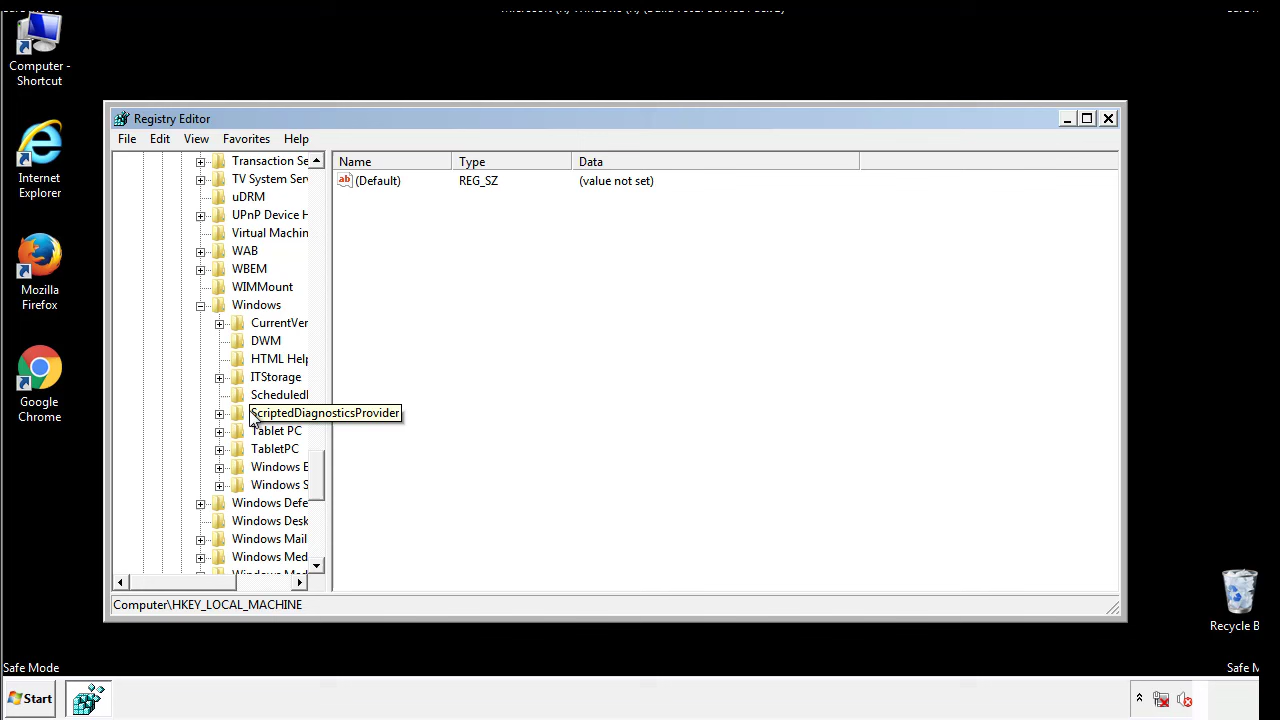 Computer -
Shortcut
Internet
Explorer
Mozilla
Firefox
Google
Chrome
Registry Editor
File Edit View Favorites Help
Transaction Se
TV System Serv
uDRM
UPnP Device H
Virtual Machin
WAB
WBEM
WIMMount
Windows
CurrentVer
DWM
HTML Help
ITStorage
Scheduled
ScriptedDiagnosticsProvider
Tablet PC
TabletPC
Windows E
Windows S
Windows Defe
Windows Desk
Windows Mail
Windows Med
Name Type Data
(Default) REG_SZ (value not set)
Computer\HKEY_LOCAL_MACHINE
Recycle B
Safe Mode
Safe M
Start